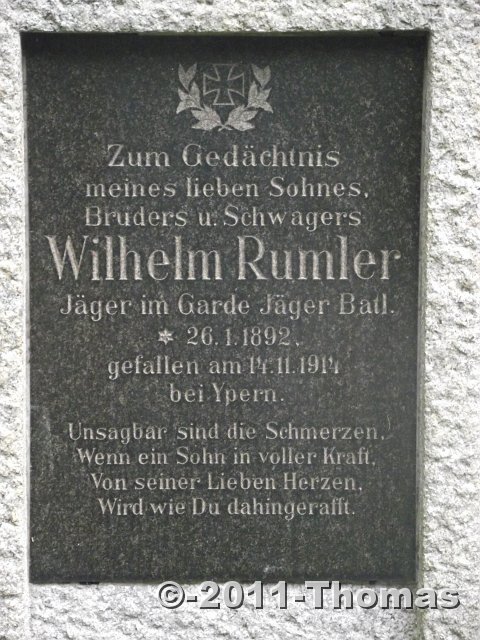 Zum Gedächtnis
meines lieben Sohnes,
Bruders u. Schwagers
Wilhelm Rumler
Jäger im Garde Jäger Batl.
* 26.1.1892,
gefallen am 14.11.1914
bei Ypern.
Unsagbar sind die Schmerzen,
Wenn ein Sohn in voller Kraft,
Von seiner Lieben Herzen,
Wird wie Du dahingerafft.
©-2011-Thomas